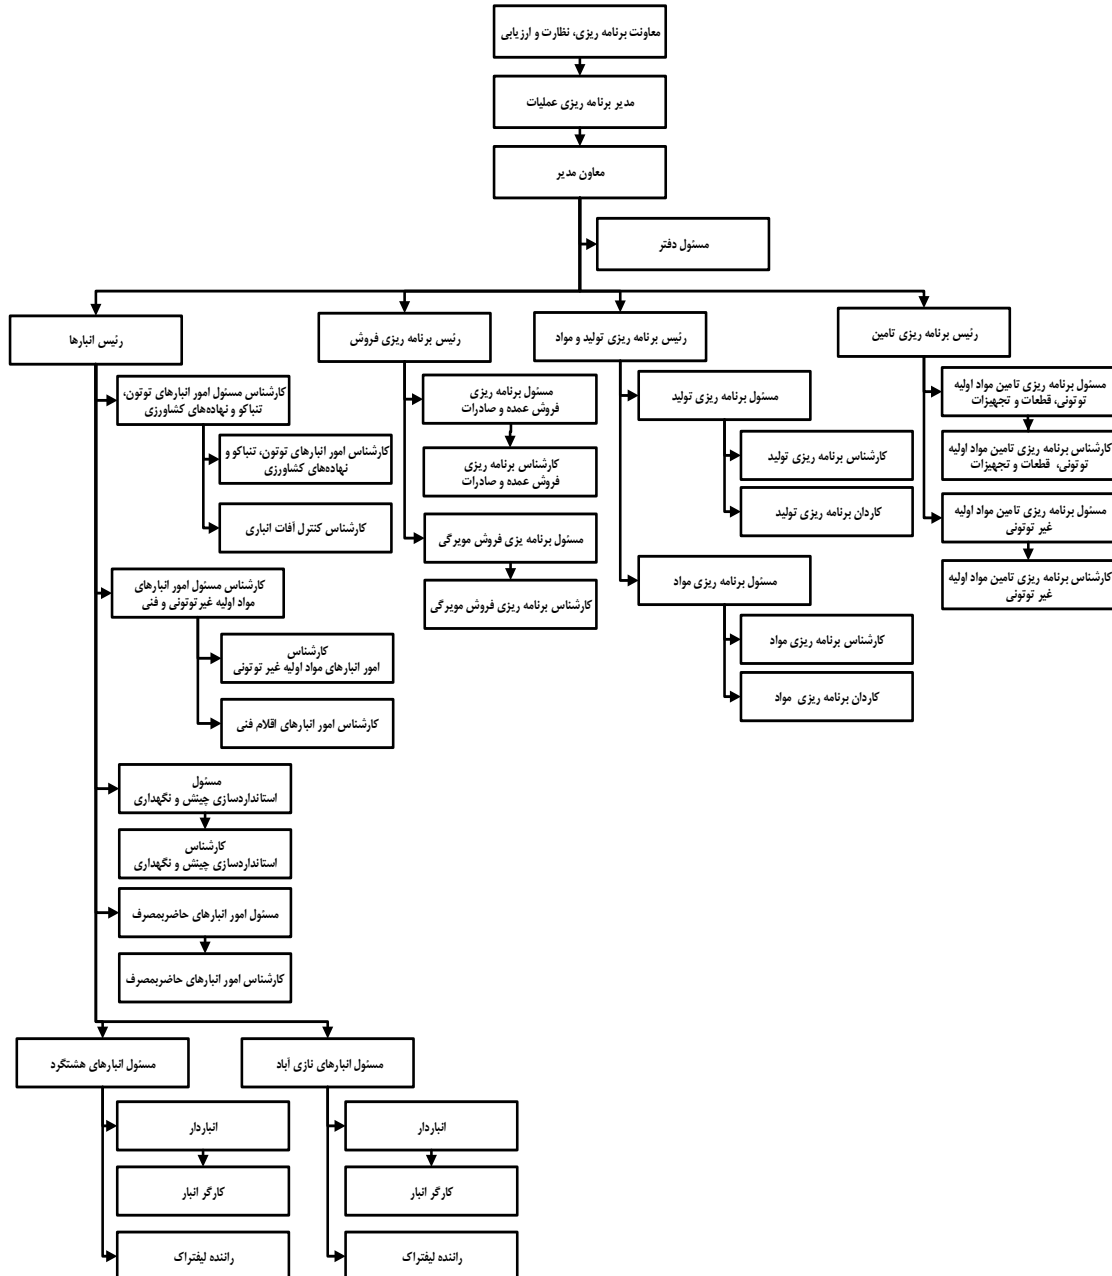 معاونت برنامه ریزی، نظارت و ارزیابی
مدیر برنامه ریزی عملیات
معاون مدیر
مسئول دفتر
رئیس برنامه ریزی تامین
مسئول برنامه ریزی تامین مواد اولیه
توتونی، قطعات و تجهیزات
کارشناس برنامه ریزی تامین مواد اولیه
توتونی، قطعات و تجهیزات
مسئول برنامه ریزی تامین مواد اولیه
غیر توتونی
کارشناس برنامه ریزی تامین مواد اولیه
غیر توتونی
رئیس برنامه ریزی تولید و مواد
مسئول برنامه ریزی تولید
کارشناس برنامه ریزی تولید
کاردان برنامه ریزی تولید
مسئول برنامه ریزی مواد
کارشناس برنامه ریزی مواد
کاردان برنامه ریزی مواد
رئیس برنامه ریزی فروش
مسئول برنامه ریزی
فروش عمده و صادرات
کارشناس برنامه ریزی
فروش عمده و صادرات
مسئول برنامه یزی فروش مویرگی
کارشناس برنامه ریزی فروش مویرگی
رئیس انبارها
کارشناس مسئول امور انبارهای توتون،
تنباکو و نهاده‌های کشاورزی
کارشناس امور انبارهای توتون، تنباکو و
نهاده‌های کشاورزی
کارشناس کنترل آفات انباری
کارشناس مسئول امور انبارهای
مواد اولیه غیرتوتونی و فنی
کارشناس
امور انبارهای مواد اولیه غیر توتونی
کارشناس امور انبارهای اقلام فنی
مسئول
استانداردسازی چینش و نگهداری
کارشناس
استانداردسازی چینش و نگهداری
مسئول امور انبارهای حاضربمصرف
کارشناس امور انبارهای حاضربمصرف
مسئول انبارهای نازی آباد
انباردار
کارگر انبار
راننده لیفتراک
مسئول انبارهای هشتگرد
انباردار
کارگر انبار
راننده لیفتراک